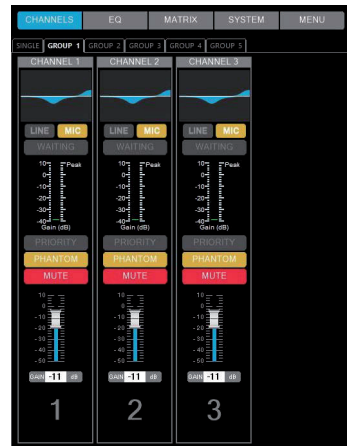 CHANNELS EQ MATRIX SYSTEM MENU
SINGLE GROUP 1 GROUP 2 GROUP 3 GROUP 4 GROUP 5
CHANNEL 1 CHANNEL 2 CHANNEL 3
LINE MIC LINE MIC LINE MIC
WAITING WAITING WAITING
10 Peak 10 Peak 10 Peak
0 0 0
-10 -10 -10
-20 -20 -20
-30 -30 -30
-40 -40 -40
Gain (dB) Gain (dB) Gain (dB)
PRIORITY PRIORITY PRIORITY
PHANTOM PHANTOM PHANTOM
MUTE MUTE MUTE
10 10 10
0 0 0
-10 -10 -10
-20 -20 -20
-30 -30 -30
-40 -40 -40
-50 -50 -50
GAIN -11 dB GAIN -11 dB GAIN -11 dB
1 2 3